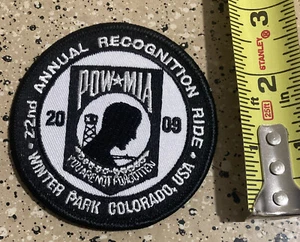 22nd ANNUAL RECOGNITION RIDE
POW★MIA
20 09
YOU ARE NOT FORGOTTEN
• WINTER PARK COLORADO, USA •
3
2
1
STANLEY
25ft